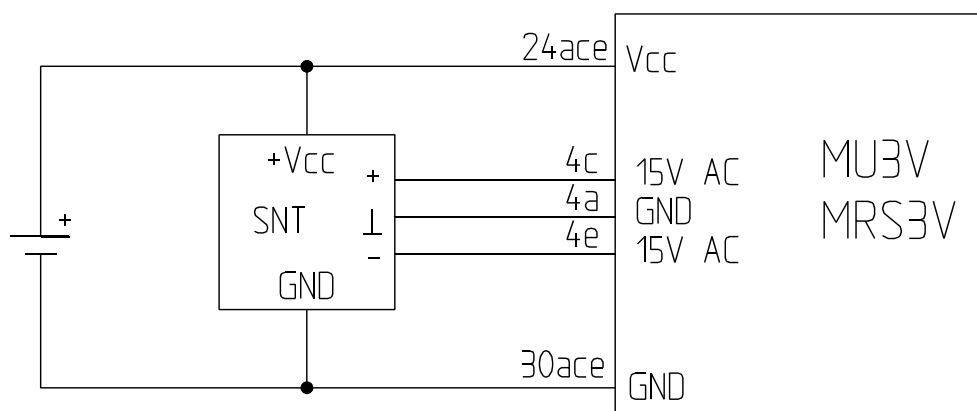 24ace
Vcc
+Vcc
+
4c
15V AC
MU3V
+
SNT
⊥
4a
GND
MRS3V
-
4e
15V AC
GND
30ace
GND